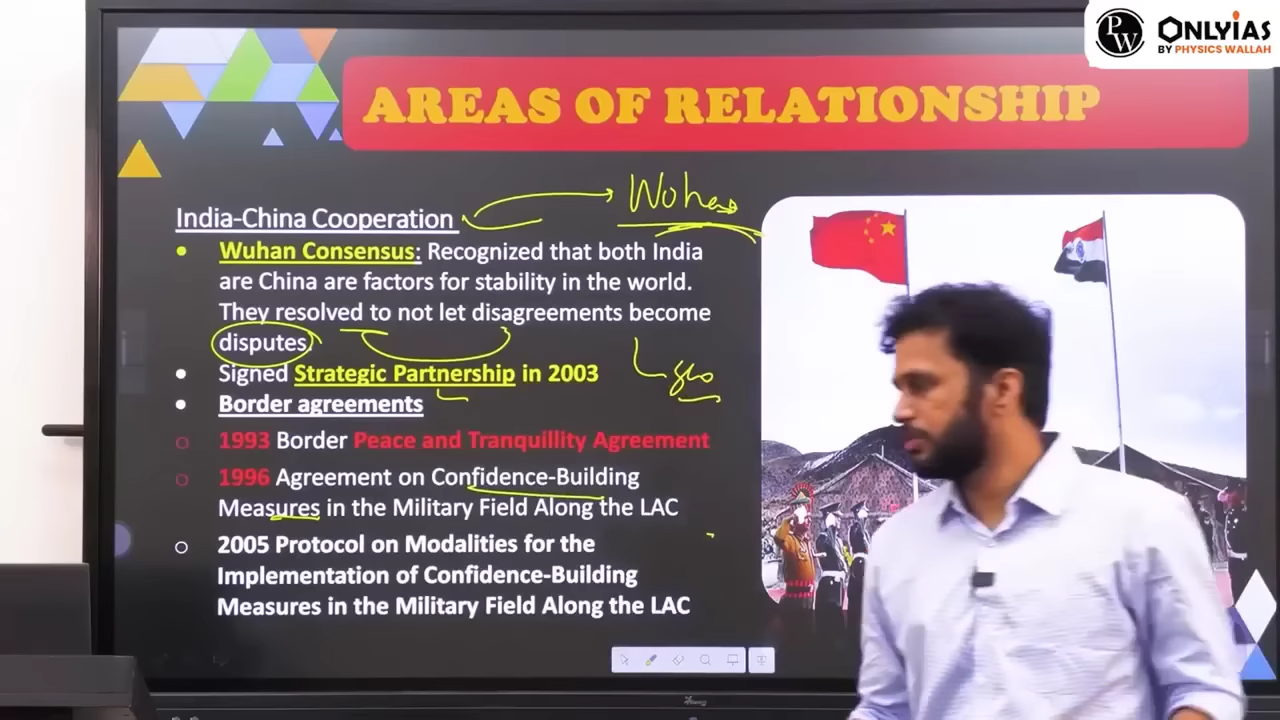 PW ONLYIAS
BY PHYSICS WALLAH
AREAS OF RELATIONSHIP
India-China Cooperation
• Wuhan Consensus: Recognized that both India
are China are factors for stability in the world.
They resolved to not let disagreements become
disputes.
• Signed Strategic Partnership in 2003
• Border agreements
○ 1993 Border Peace and Tranquillity Agreement
○ 1996 Agreement on Confidence-Building
Measures in the Military Field Along the LAC
○ 2005 Protocol on Modalities for the
Implementation of Confidence-Building
Measures in the Military Field Along the LAC